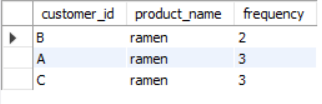 customer_id product_name frequency
B ramen 2
A ramen 3
C ramen 3